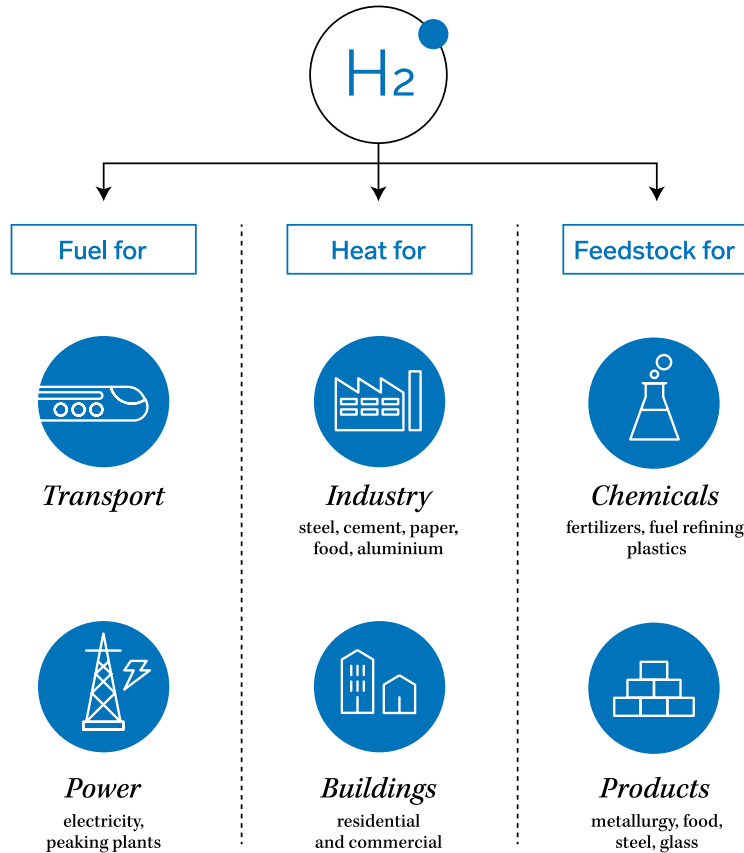 H2
Fuel for
Heat for
Feedstock for
Transport
Industry
steel, cement, paper,
food, aluminium
Chemicals
fertilizers, fuel refining
plastics
Power
electricity,
peaking plants
Buildings
residential
and commercial
Products
metallurgy, food,
steel, glass